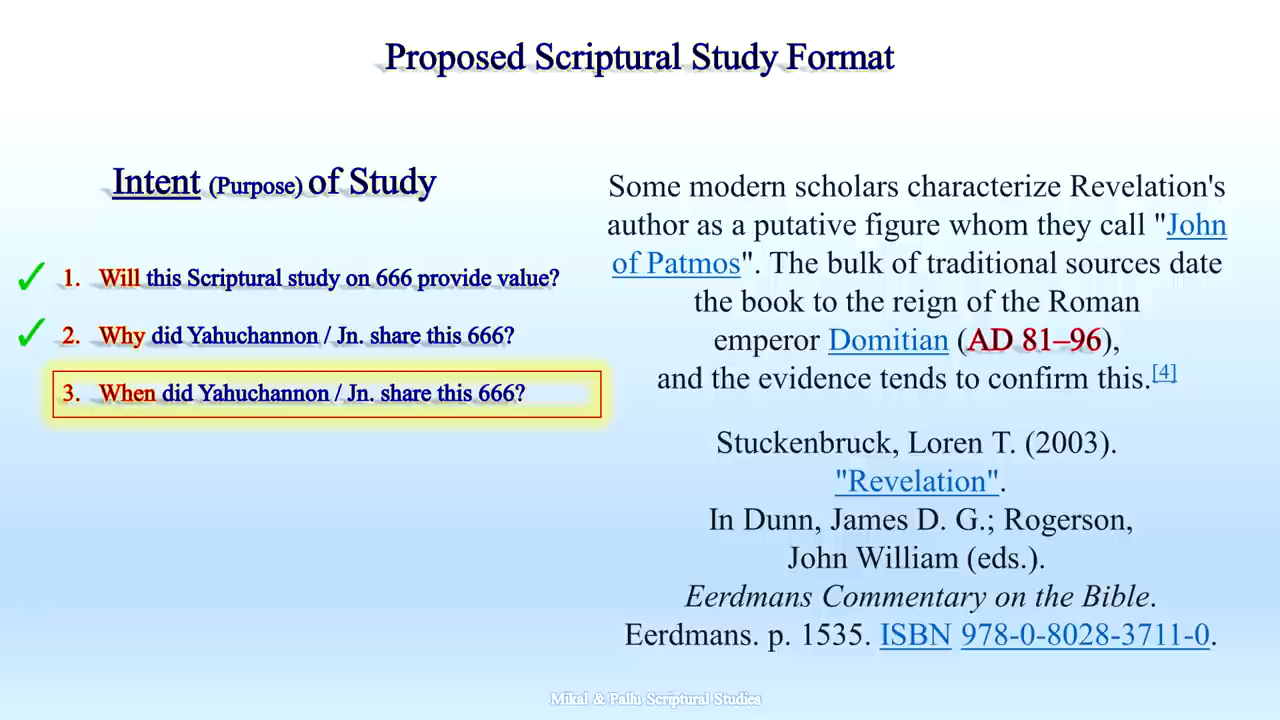 Proposed Scriptural Study Format
Intent (Purpose) of Study
✓ 1. Will this Scriptural study on 666 provide value?
✓ 2. Why did Yahuchannon / Jn. share this 666?
3. When did Yahuchannon / Jn. share this 666?
Some modern scholars characterize Revelation's
author as a putative figure whom they call "John
of Patmos". The bulk of traditional sources date
the book to the reign of the Roman
emperor Domitian (AD 81–96),
and the evidence tends to confirm this.[4]
Stuckenbruck, Loren T. (2003).
"Revelation".
In Dunn, James D. G.; Rogerson,
John William (eds.).
Eerdmans Commentary on the Bible.
Eerdmans. p. 1535. ISBN 978-0-8028-3711-0.
Mikal & Pallu Scriptural Studies